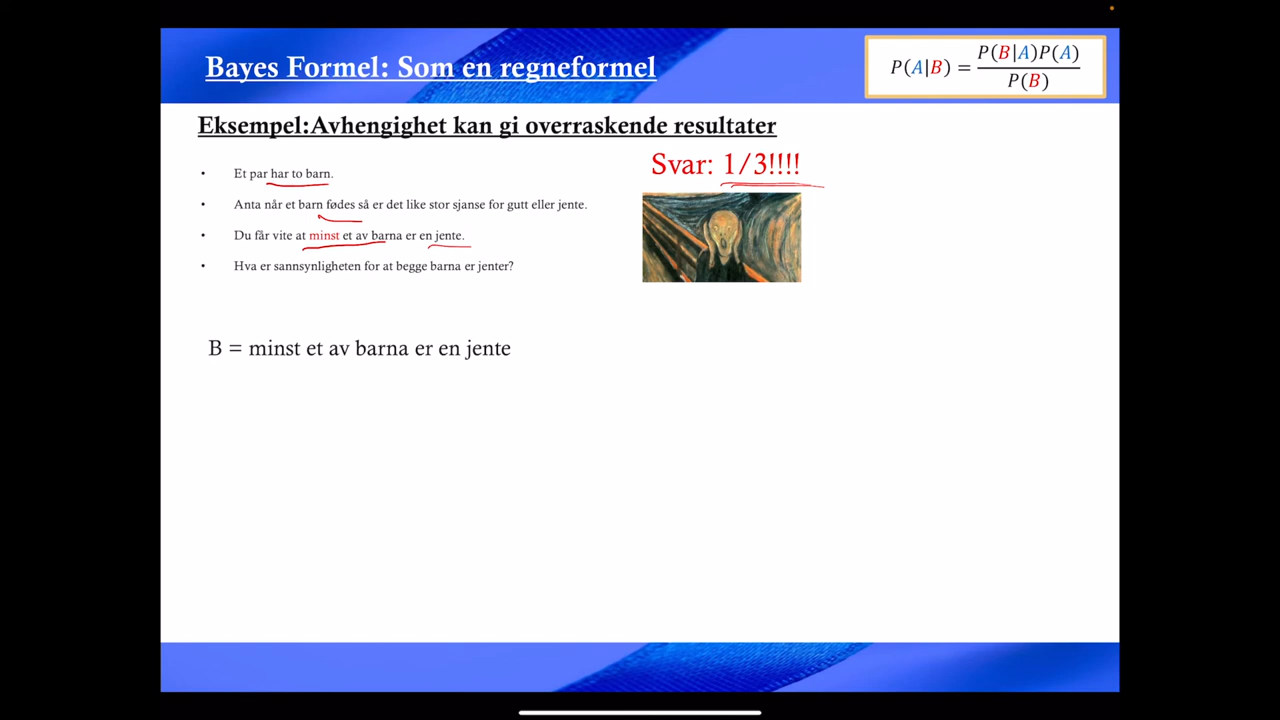 Bayes Formel: Som en regneformel
P(A|B) = P(B|A)P(A) / P(B)
Eksempel:Avhengighet kan gi overraskende resultater
• Et par har to barn.
• Anta når et barn fødes så er det like stor sjanse for gutt eller jente.
• Du får vite at minst et av barna er en jente.
• Hva er sannsynligheten for at begge barna er jenter?
Svar: 1/3!!!!
B = minst et av barna er en jente